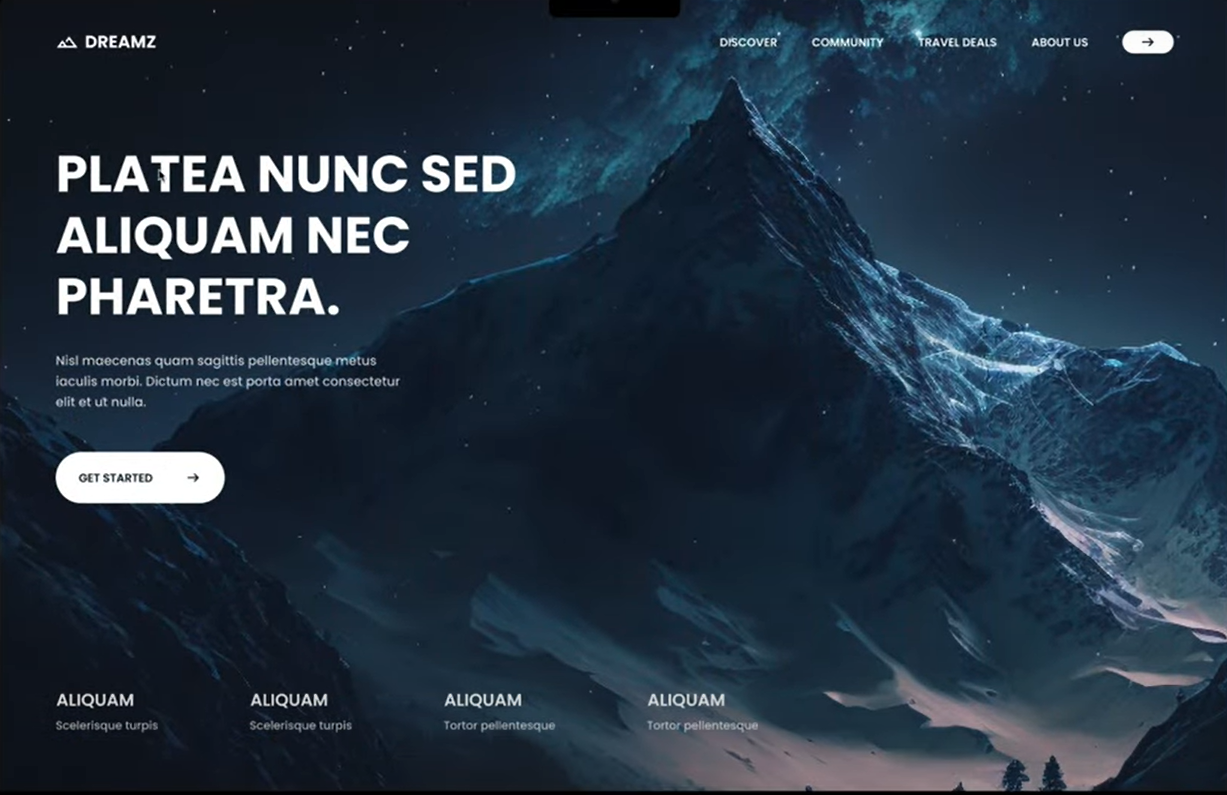 DREAMZ
DISCOVER
COMMUNITY
TRAVEL DEALS
ABOUT US
PLATEA NUNC SED
ALIQUAM NEC
PHARETRA.
Nisl maecenas quam sagittis pellentesque metus
iaculis morbi. Dictum nec est porta amet consectetur
elit et ut nulla.
GET STARTED
ALIQUAM
Scelerisque turpis
ALIQUAM
Scelerisque turpis
ALIQUAM
Tortor pellentesque
ALIQUAM
Tortor pellentesque